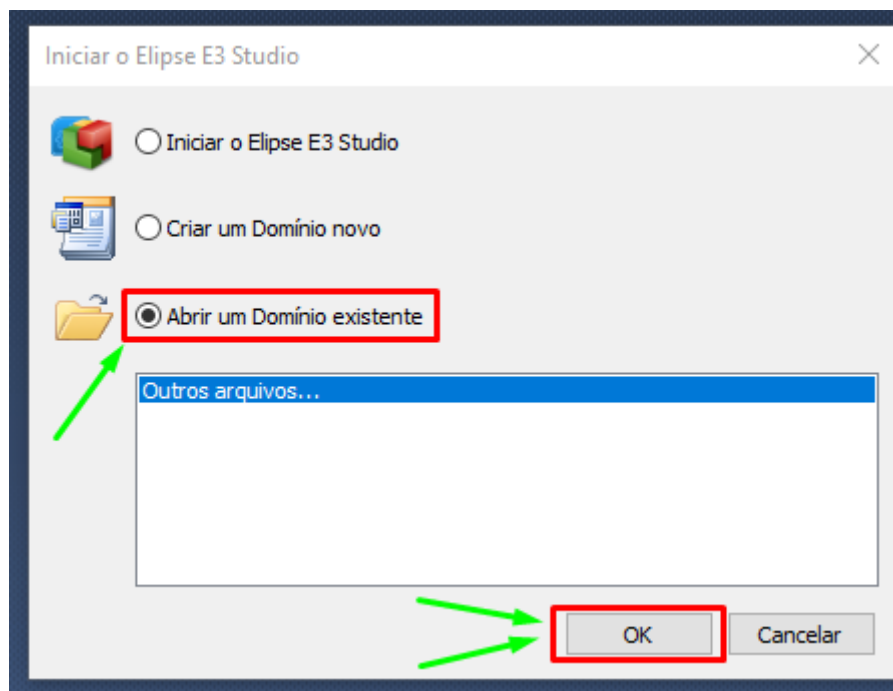 Iniciar o Elipse E3 Studio
Iniciar o Elipse E3 Studio
Criar um Domínio novo
Abrir um Domínio existente
Outros arquivos...
OK
Cancelar